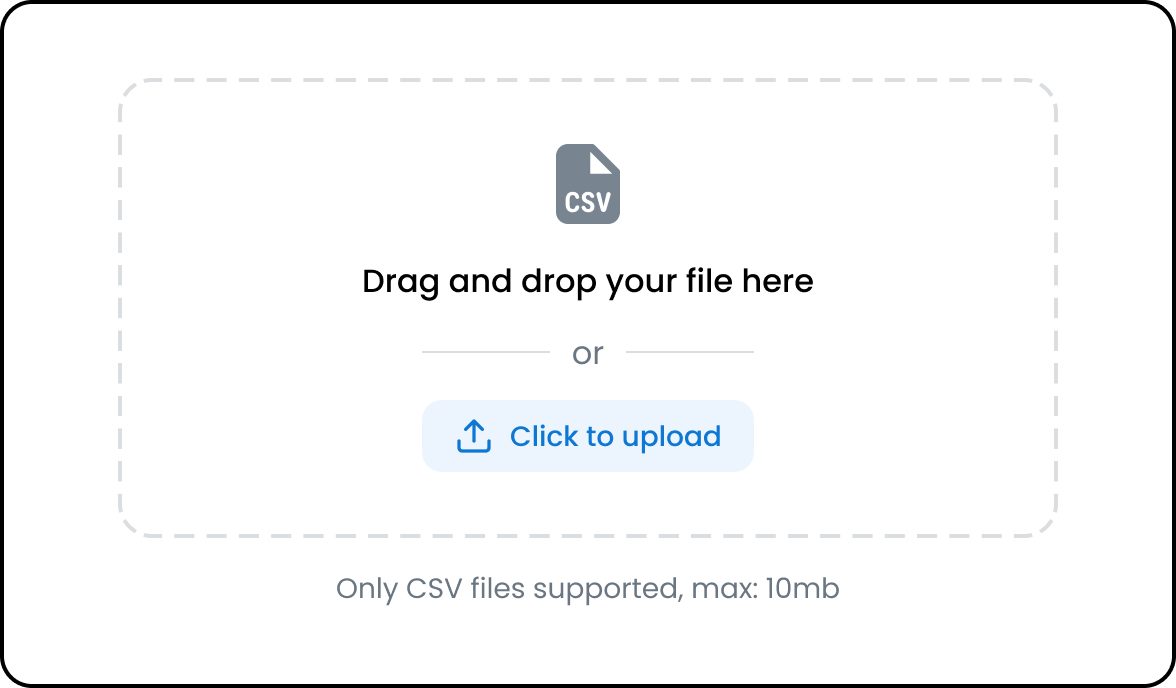 CSV
Drag and drop your file here
or
Click to upload
Only CSV files supported, max: 10mb